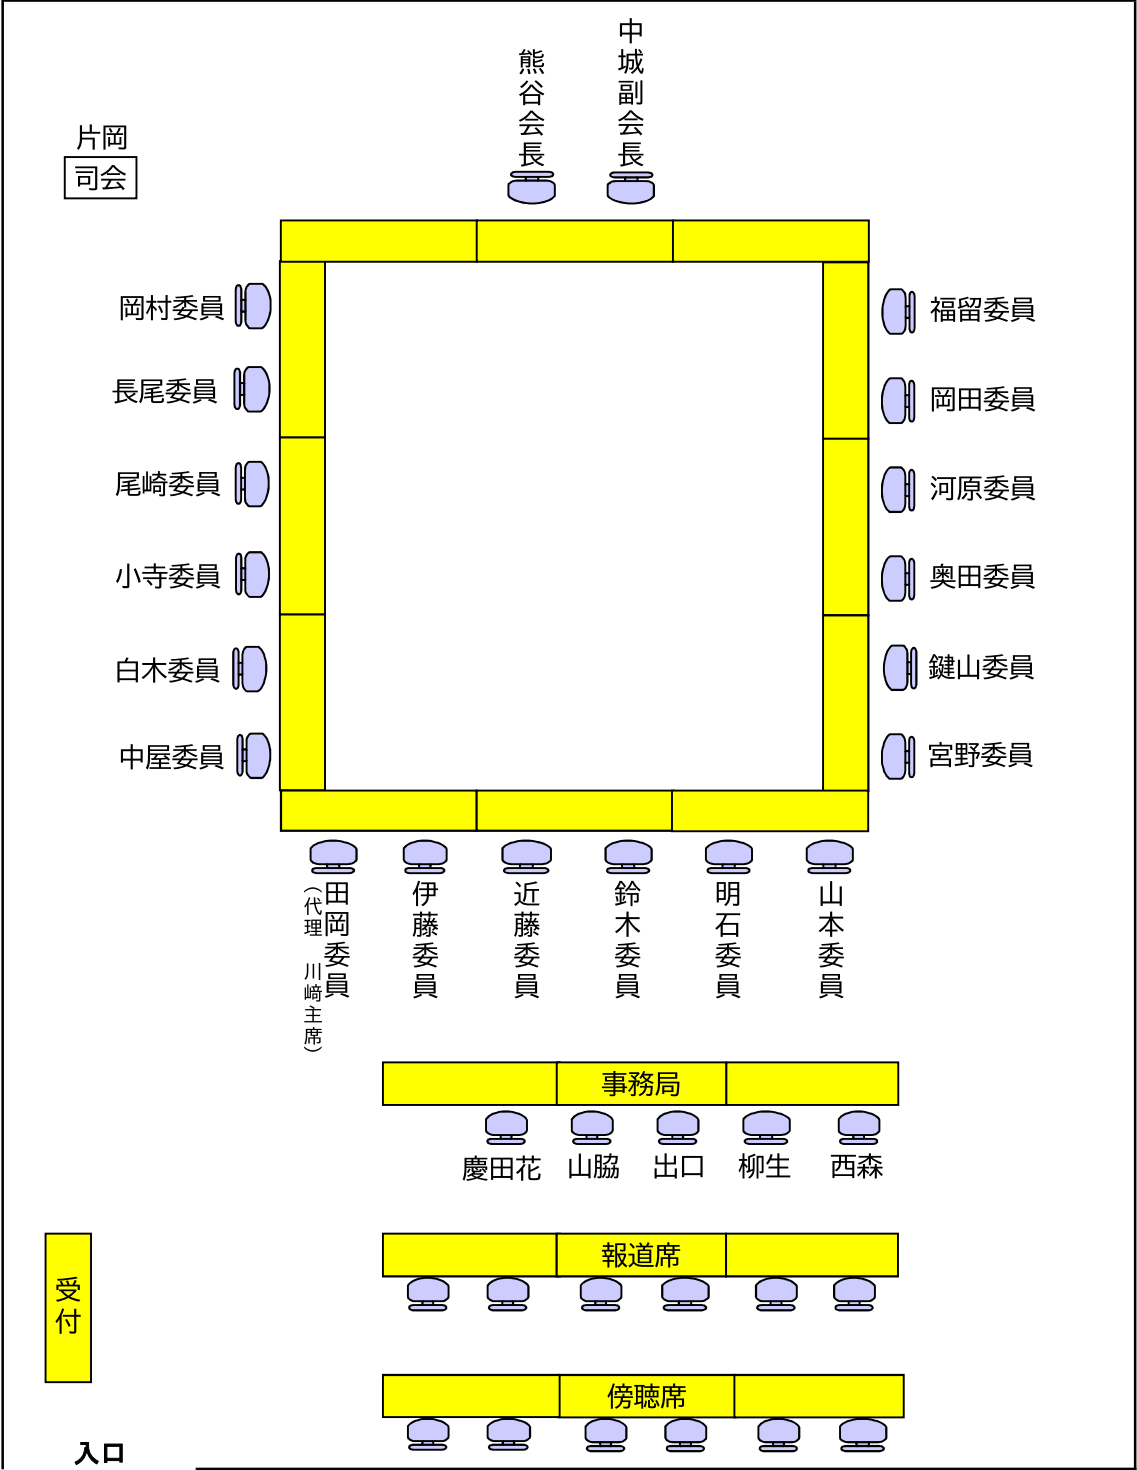 熊谷会長
中城副会長
片岡
司会
岡村委員
長尾委員
尾崎委員
小寺委員
白木委員
中屋委員
福留委員
岡田委員
河原委員
奥田委員
鍵山委員
宮野委員
田岡委員
（代理　川﨑主席）
伊藤委員
近藤委員
鈴木委員
明石委員
山本委員
事務局
慶田花
山脇
出口
柳生
西森
報道席
受付
傍聴席
入口